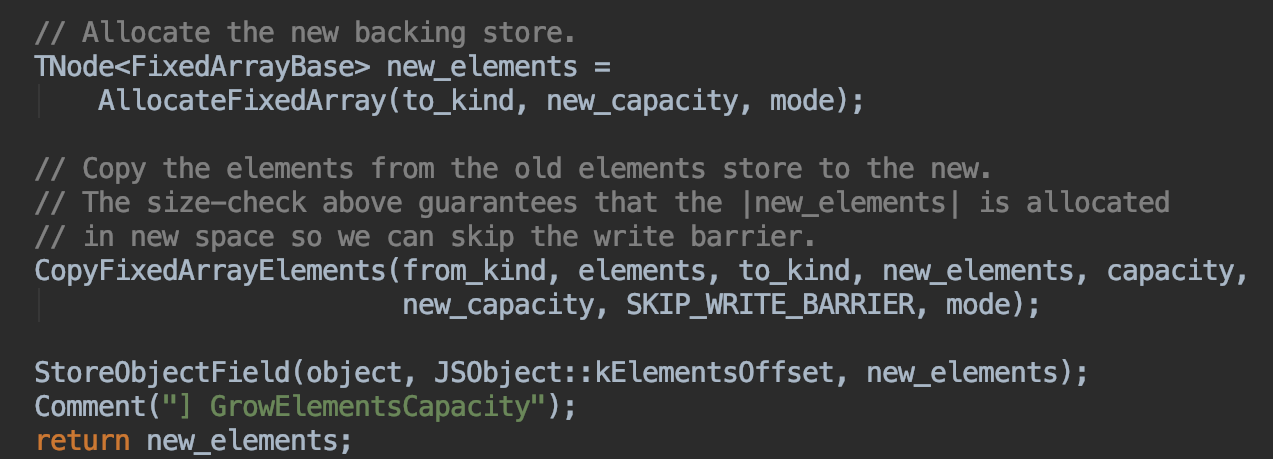 // Allocate the new backing store.
TNode<FixedArrayBase> new_elements =
AllocateFixedArray(to_kind, new_capacity, mode);
// Copy the elements from the old elements store to the new.
// The size-check above guarantees that the |new_elements| is allocated
// in new space so we can skip the write barrier.
CopyFixedArrayElements(from_kind, elements, to_kind, new_elements, capacity,
new_capacity, SKIP_WRITE_BARRIER, mode);
StoreObjectField(object, JSObject::kElementsOffset, new_elements);
Comment("] GrowElementsCapacity");
return new_elements;